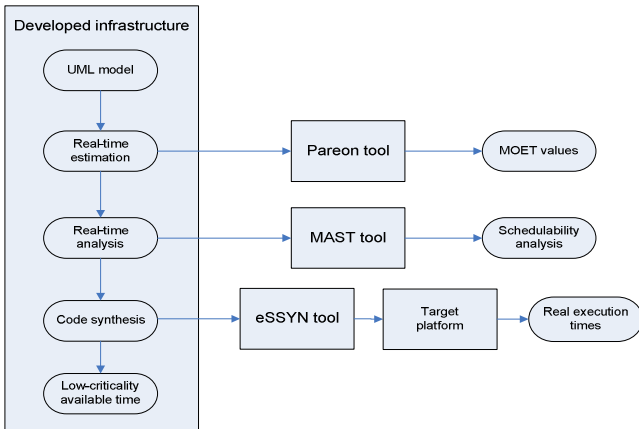 Developed infrastructure
UML model
Real-time
estimation
Pareon tool
MOET values
Real-time
analysis
MAST tool
Schedulability
analysis
Code synthesis
eSSYN tool
Target
platform
Real execution
times
Low-criticality
available time